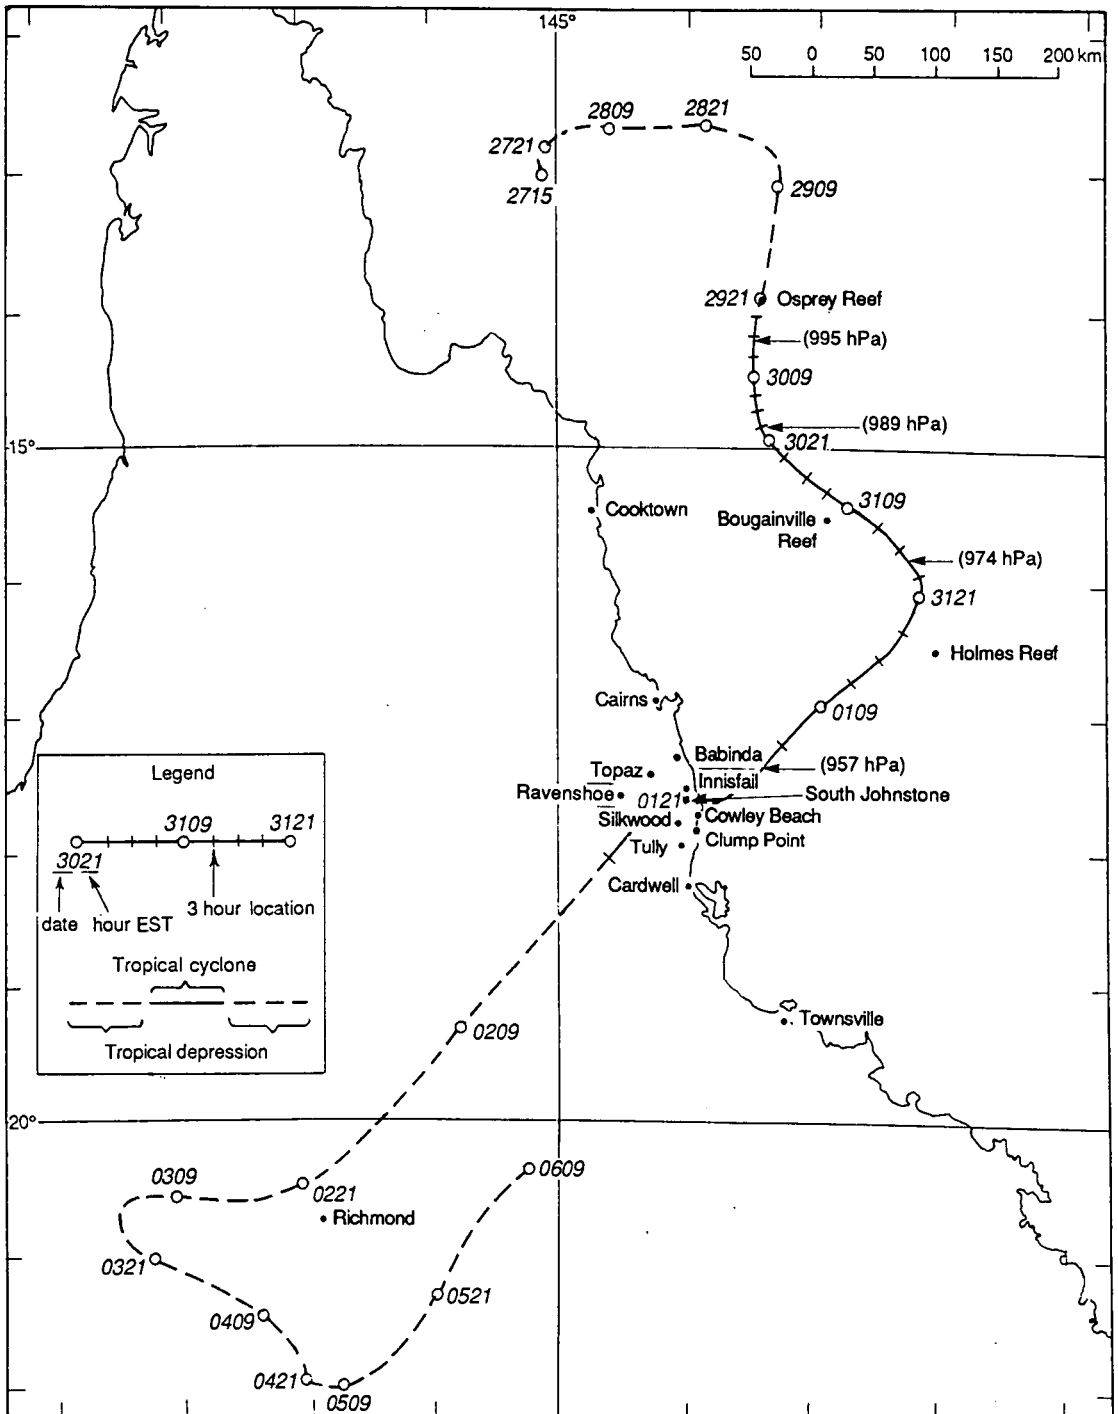 145°
50 0 50 100 150 200 km
2809
2821
2721
2715
2909
2921
Osprey Reef
(995 hPa)
3009
(989 hPa)
3021
15°
3109
Cooktown
Bougainville
Reef
(974 hPa)
3121
Holmes Reef
Cairns
0109
Babinda
(957 hPa)
Topaz
Innisfail
Ravenshoe
0121
South Johnstone
Silkwood
Cowley Beach
Clump Point
Tully
Cardwell
Legend
3109
3121
3021
3 hour location
date
hour EST
Tropical cyclone
Tropical depression
Townsville
0209
20°
0309
0221
0609
Richmond
0321
0521
0409
0421
0509